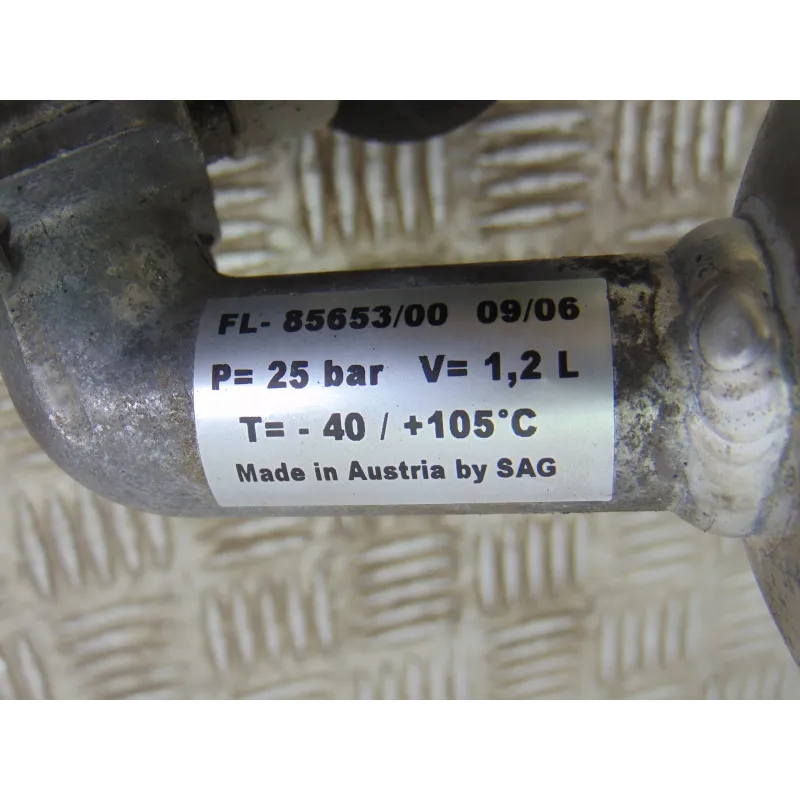 FL- 85653/00 09/06
P= 25 bar V= 1,2 L
T= - 40 / +105°C
Made in Austria by SAG